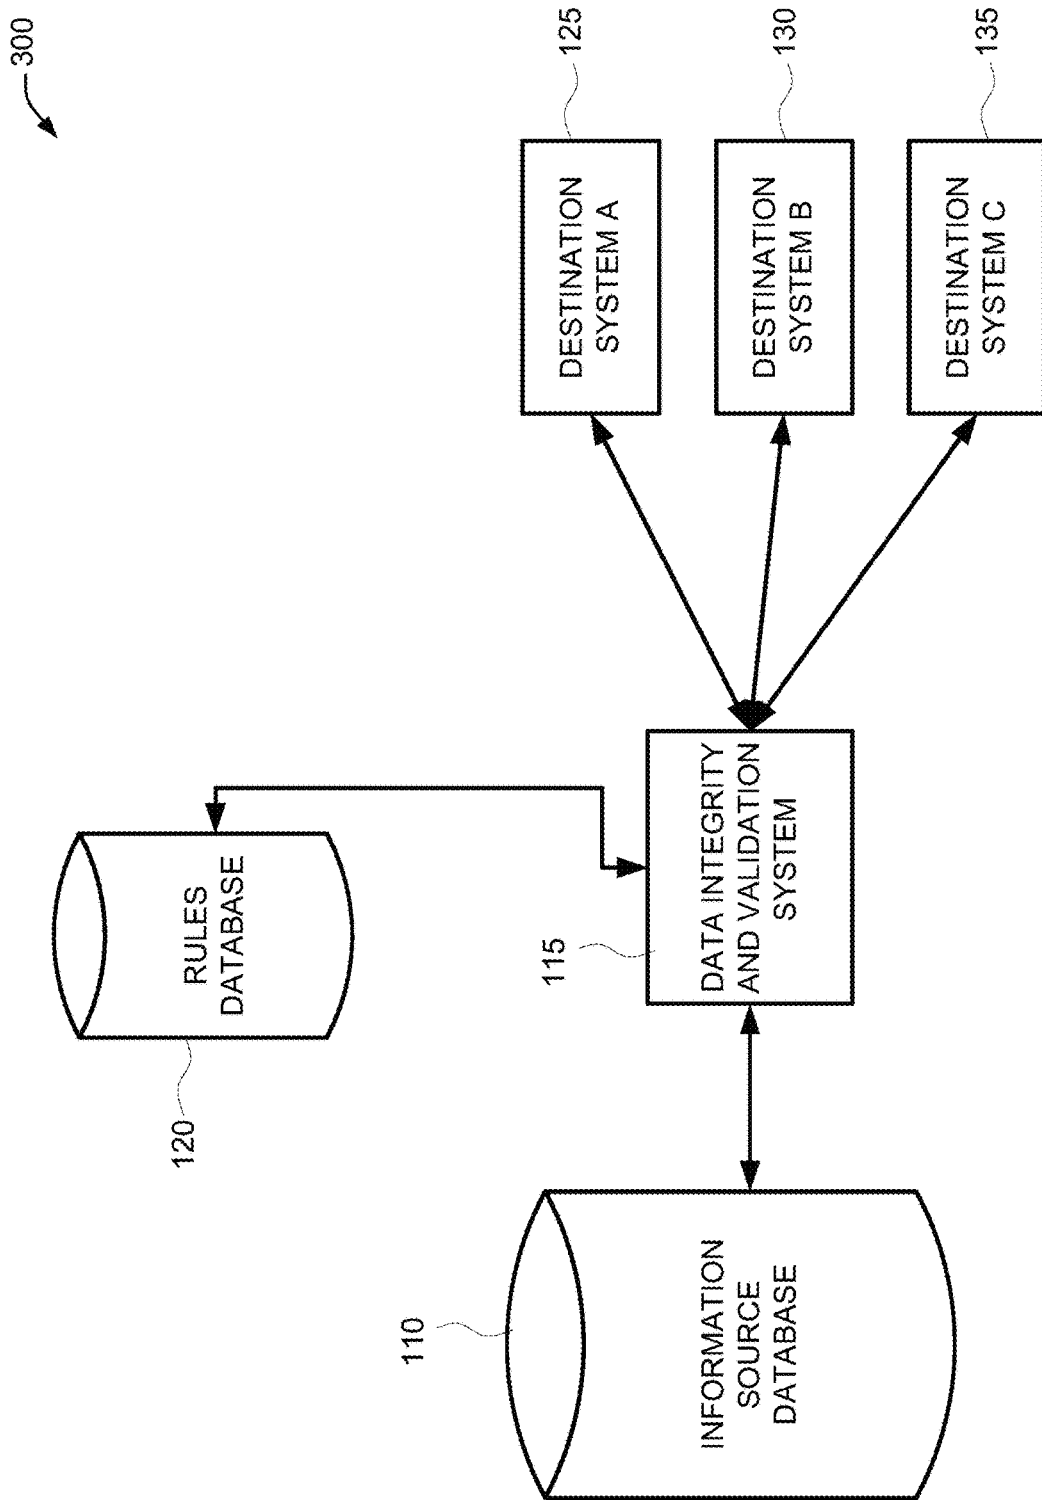 300
RULES
DATABASE
120
INFORMATION
SOURCE
DATABASE
110
DATA INTEGRITY
AND VALIDATION
SYSTEM
115
DESTINATION
SYSTEM A
125
DESTINATION
SYSTEM B
130
DESTINATION
SYSTEM C
135